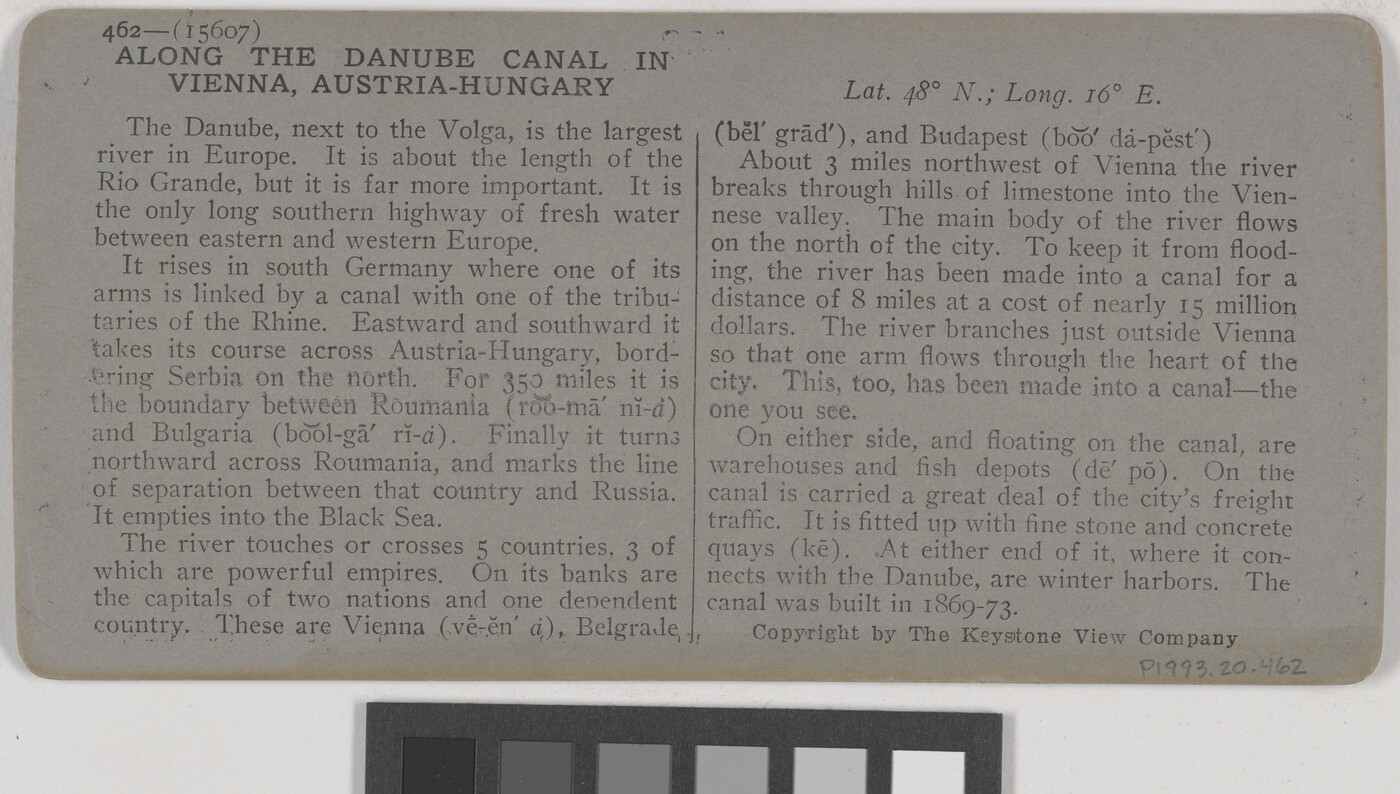 462—(15607)
ALONG THE DANUBE CANAL IN
VIENNA, AUSTRIA-HUNGARY
The Danube, next to the Volga, is the largest
river in Europe. It is about the length of the
Rio Grande, but it is far more important. It is
the only long southern highway of fresh water
between eastern and western Europe.
It rises in south Germany where one of its
arms is linked by a canal with one of the tribu-
taries of the Rhine. Eastward and southward it
takes its course across Austria-Hungary, bord-
ering Serbia on the north. For 350 miles it is
the boundary between Roumania (ro͝o-mā′ nĭ-ȧ)
and Bulgaria (bo͝ol-gā′ rĭ-ȧ). Finally it turns
northward across Roumania, and marks the line
of separation between that country and Russia.
It empties into the Black Sea.
The river touches or crosses 5 countries, 3 of
which are powerful empires. On its banks are
the capitals of two nations and one dependent
country. These are Vienna (vē̇-ĕn′ ȧ), Belgrade,
Lat. 48° N.; Long. 16° E.
(bĕl′ grād′), and Budapest (bo͝o′ dȧ-pĕst′)
About 3 miles northwest of Vienna the river
breaks through hills of limestone into the Vien-
nese valley. The main body of the river flows
on the north of the city. To keep it from flood-
ing, the river has been made into a canal for a
distance of 8 miles at a cost of nearly 15 million
dollars. The river branches just outside Vienna
so that one arm flows through the heart of the
city. This, too, has been made into a canal—the
one you see.
On either side, and floating on the canal, are
warehouses and fish depots (dē′ pō). On the
canal is carried a great deal of the city's freight
traffic. It is fitted up with fine stone and concrete
quays (kē). At either end of it, where it con-
nects with the Danube, are winter harbors. The
canal was built in 1869-73.
Copyright by The Keystone View Company
P1993.20.462